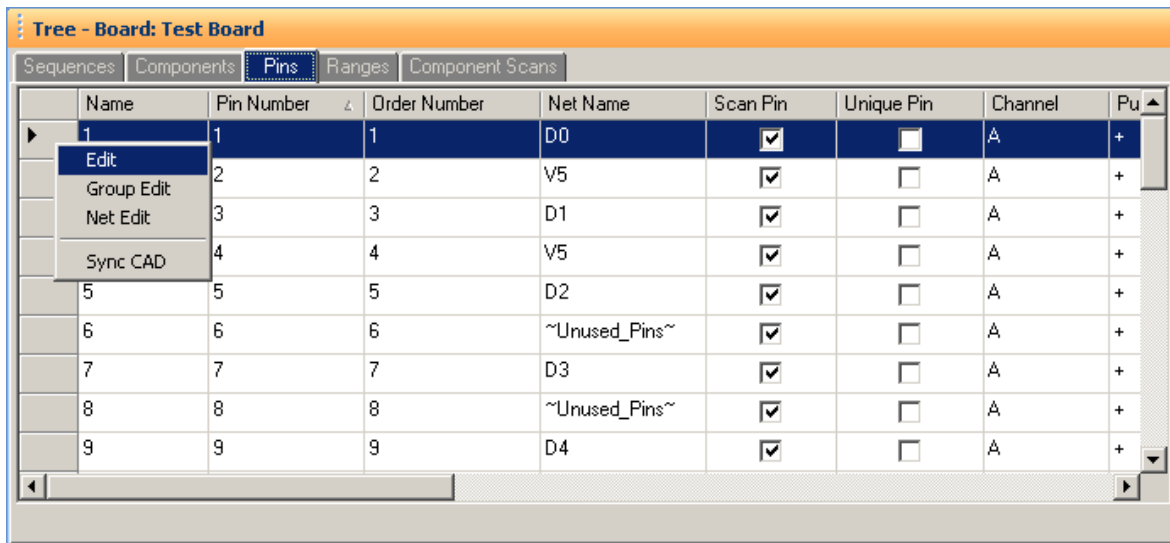 Tree - Board: Test Board
Sequences Components Pins Ranges Component Scans
Name Pin Number Order Number Net Name Scan Pin Unique Pin Channel Pu
1 1 1 D0 A +
Edit
2 2 V5 A +
Group Edit
Net Edit
3 3 D1 A +
Sync CAD
4 4 V5 A +
5 5 5 D2 A +
6 6 6 ~Unused_Pins~ A +
7 7 7 D3 A +
8 8 8 ~Unused_Pins~ A +
9 9 9 D4 A +